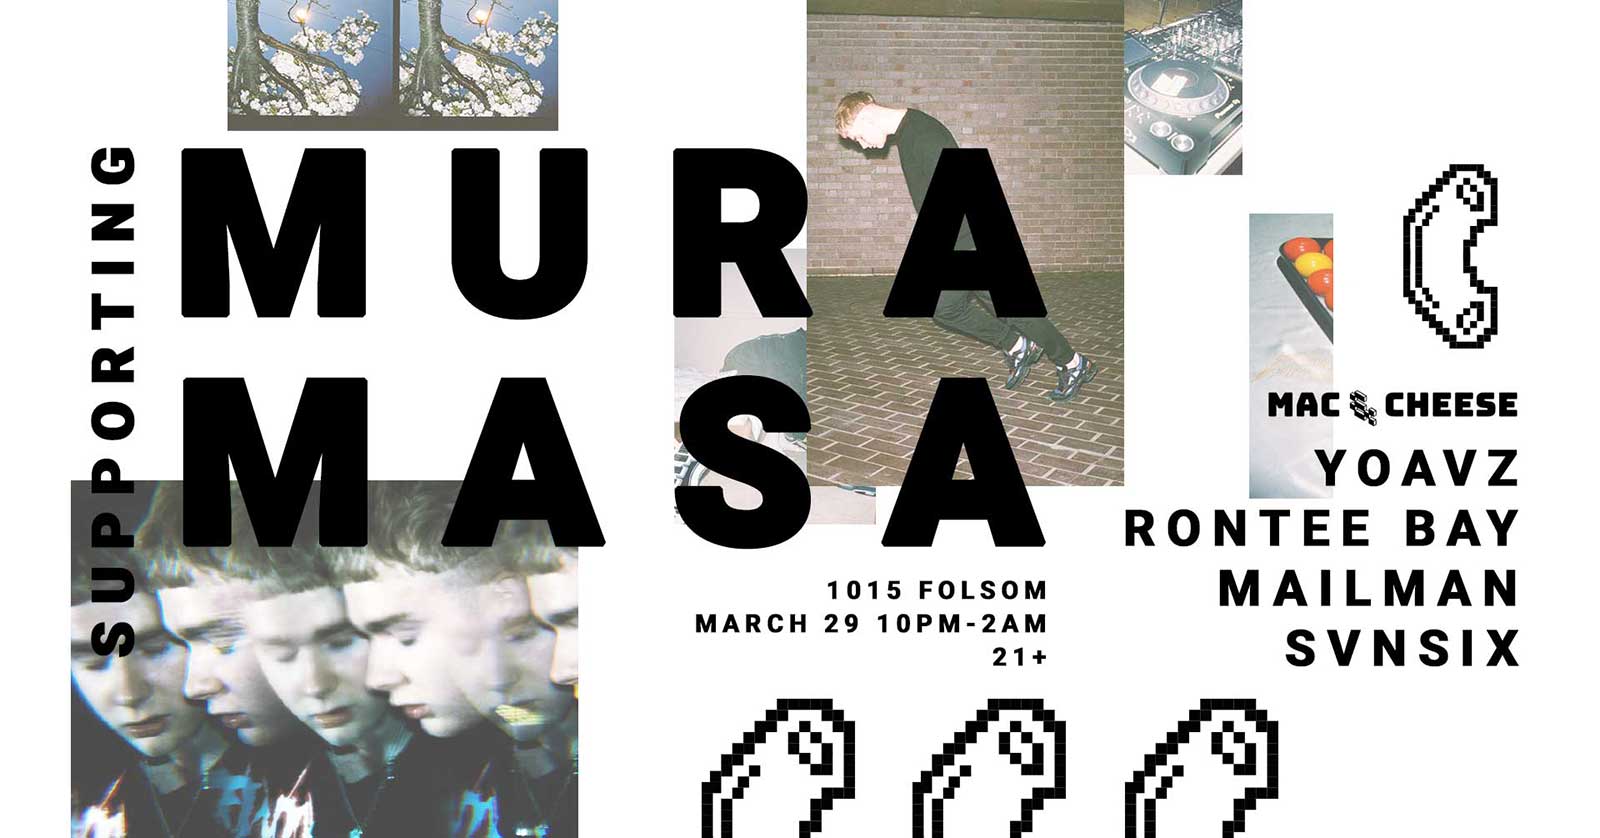 SUPPORTING
MURA
MASA
1015 FOLSOM
MARCH 29 10PM-2AM
21+
MAC & CHEESE
YOAVZ
RONTEE BAY
MAILMAN
SVNSIX